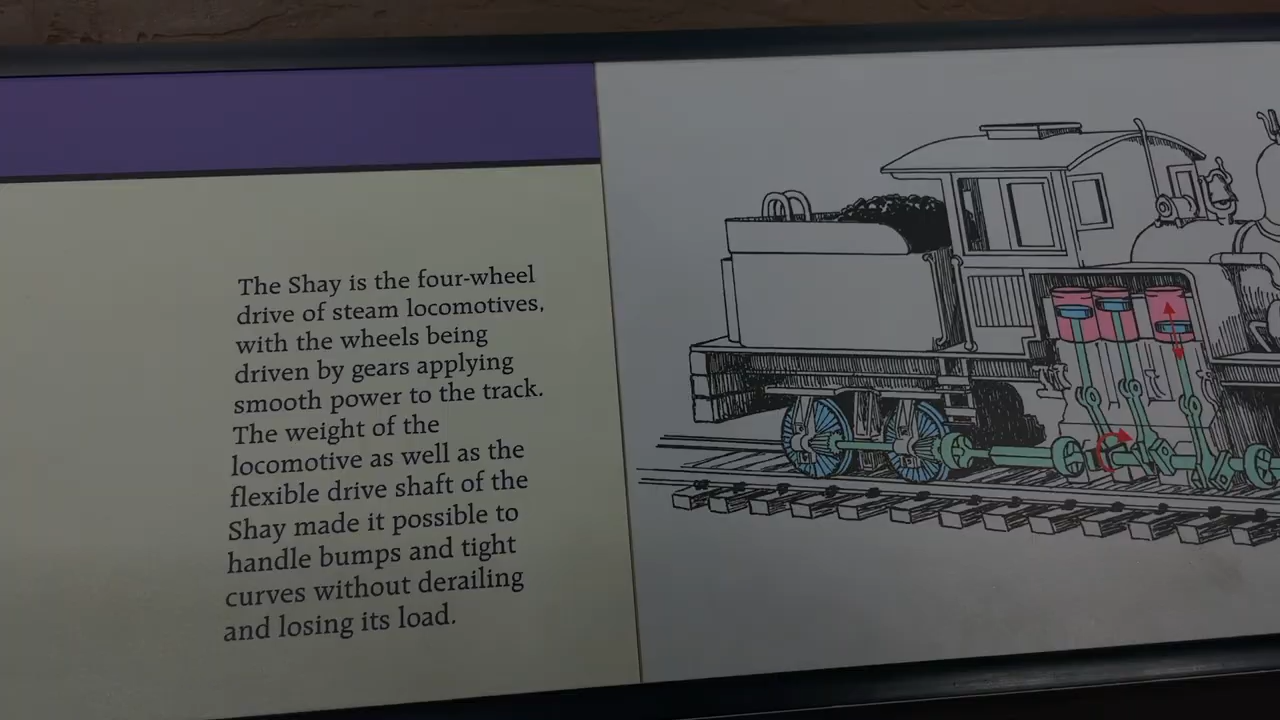 The Shay is the four-wheel
drive of steam locomotives,
with the wheels being
driven by gears applying
smooth power to the track.
The weight of the
locomotive as well as the
flexible drive shaft of the
Shay made it possible to
handle bumps and tight
curves without derailing
and losing its load.